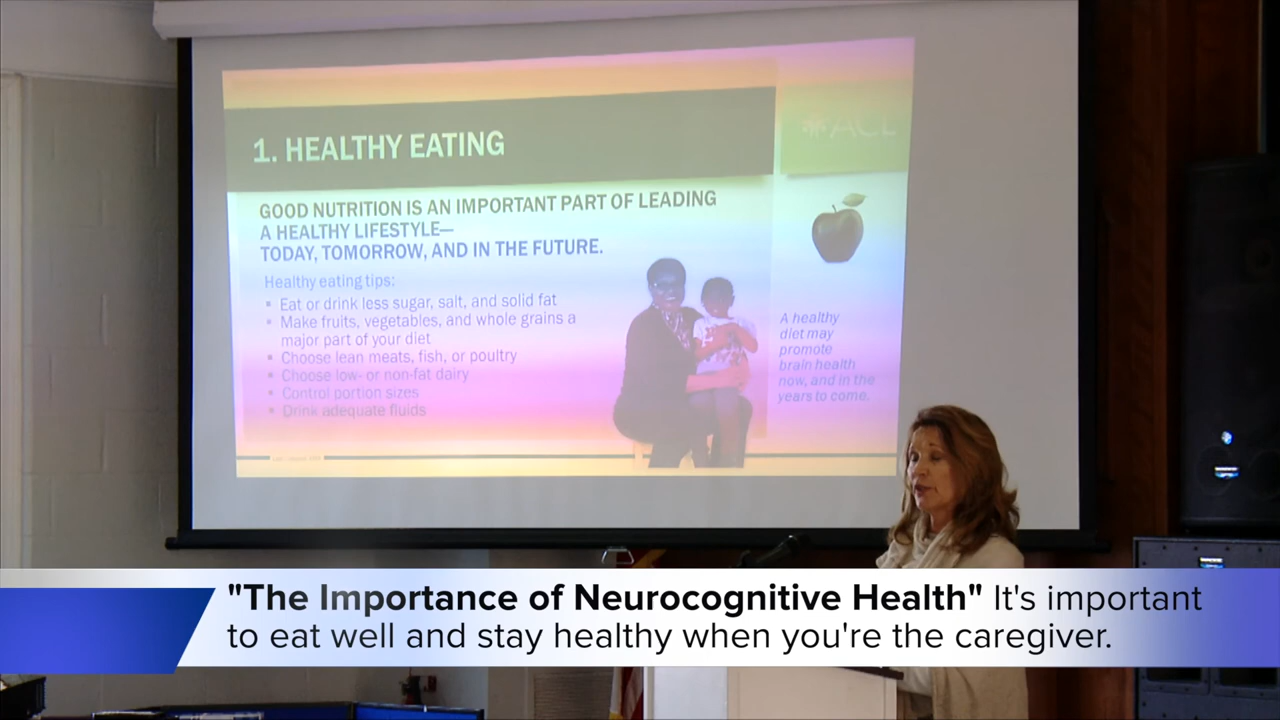 1. HEALTHY EATING
*ACL
GOOD NUTRITION IS AN IMPORTANT PART OF LEADING
A HEALTHY LIFESTYLE—
TODAY, TOMORROW, AND IN THE FUTURE.
Healthy eating tips:
▪ Eat or drink less sugar, salt, and solid fat
▪ Make fruits, vegetables, and whole grains a
major part of your diet
▪ Choose lean meats, fish, or poultry
▪ Choose low- or non-fat dairy
▪ Control portion sizes
▪ Drink adequate fluids
A healthy
diet may
promote
brain health
now, and in the
years to come.
"The Importance of Neurocognitive Health" It's important
to eat well and stay healthy when you're the caregiver.